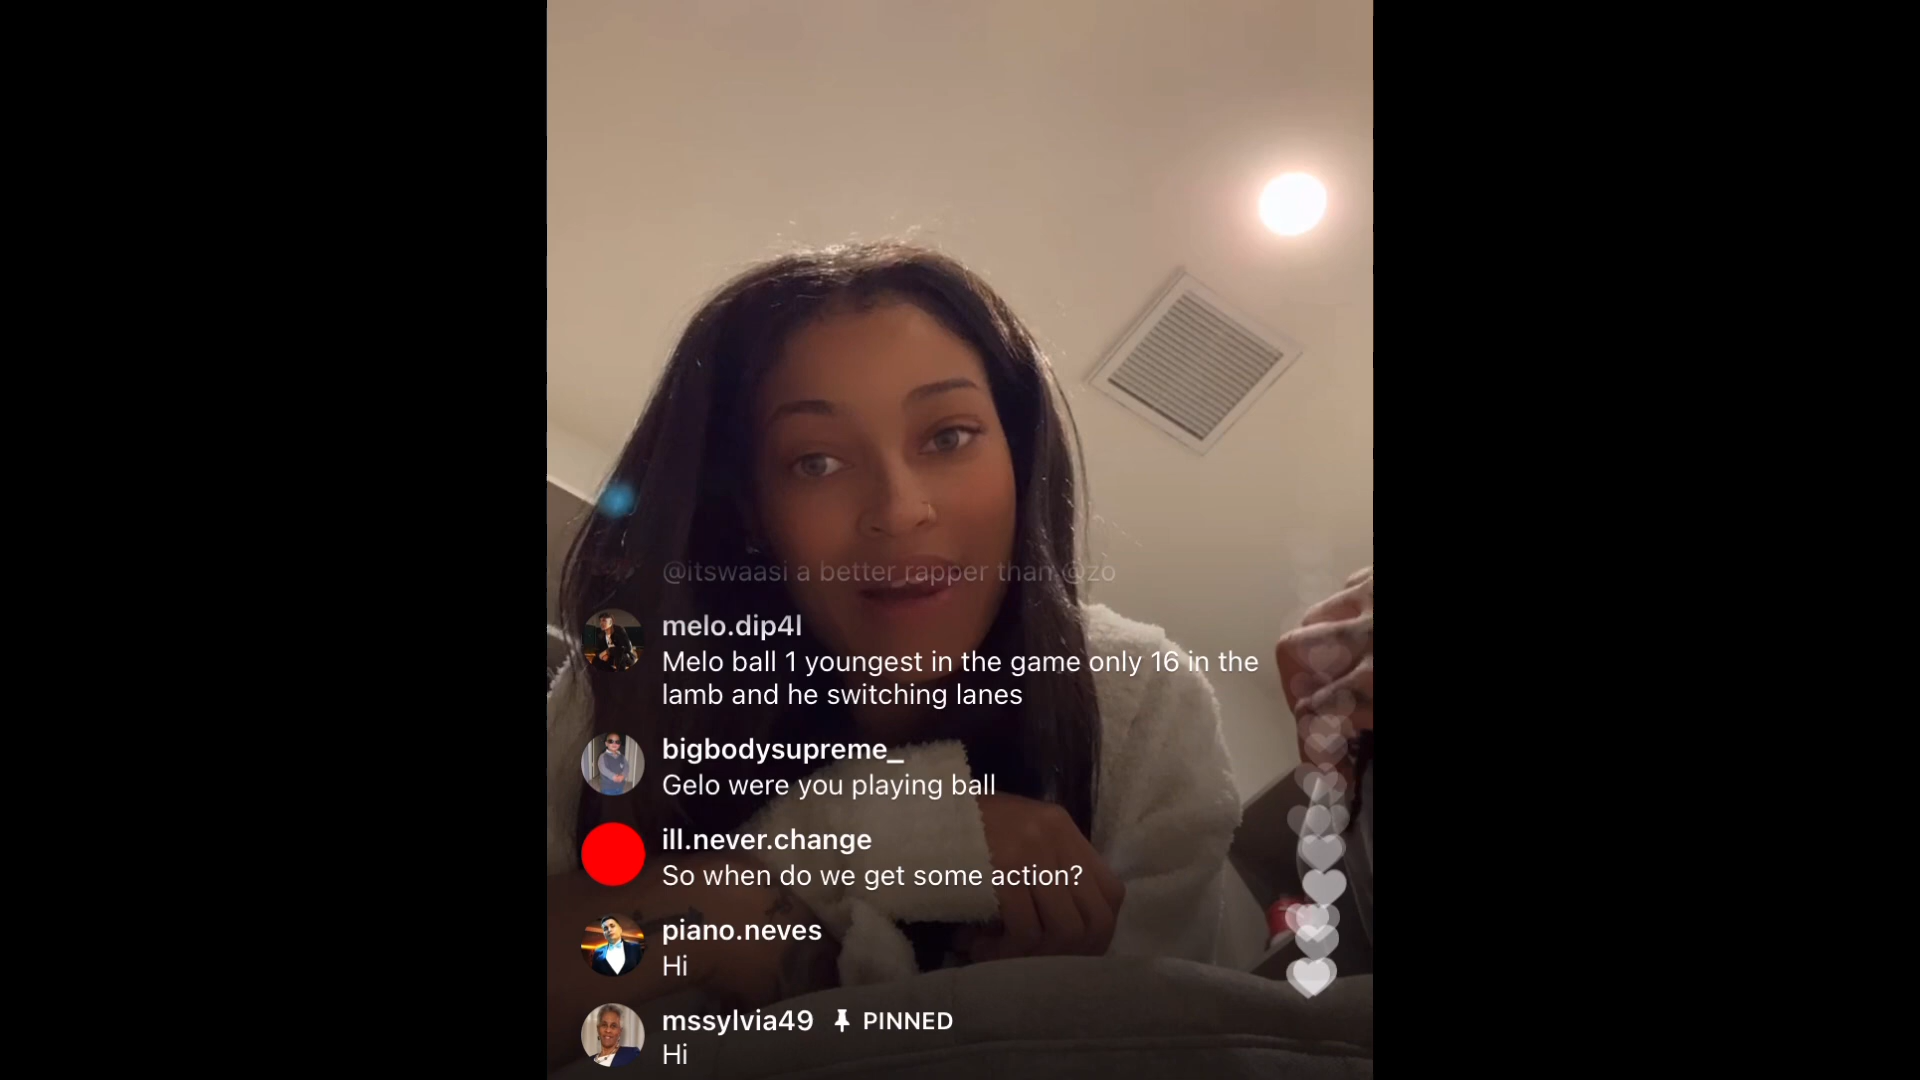 @itswaasi a better rapper than @zo
melo.dip4l
Melo ball 1 youngest in the game only 16 in the
lamb and he switching lanes
bigbodysupreme_
Gelo were you playing ball
ill.never.change
So when do we get some action?
piano.neves
Hi
mssylvia49 PINNED
Hi